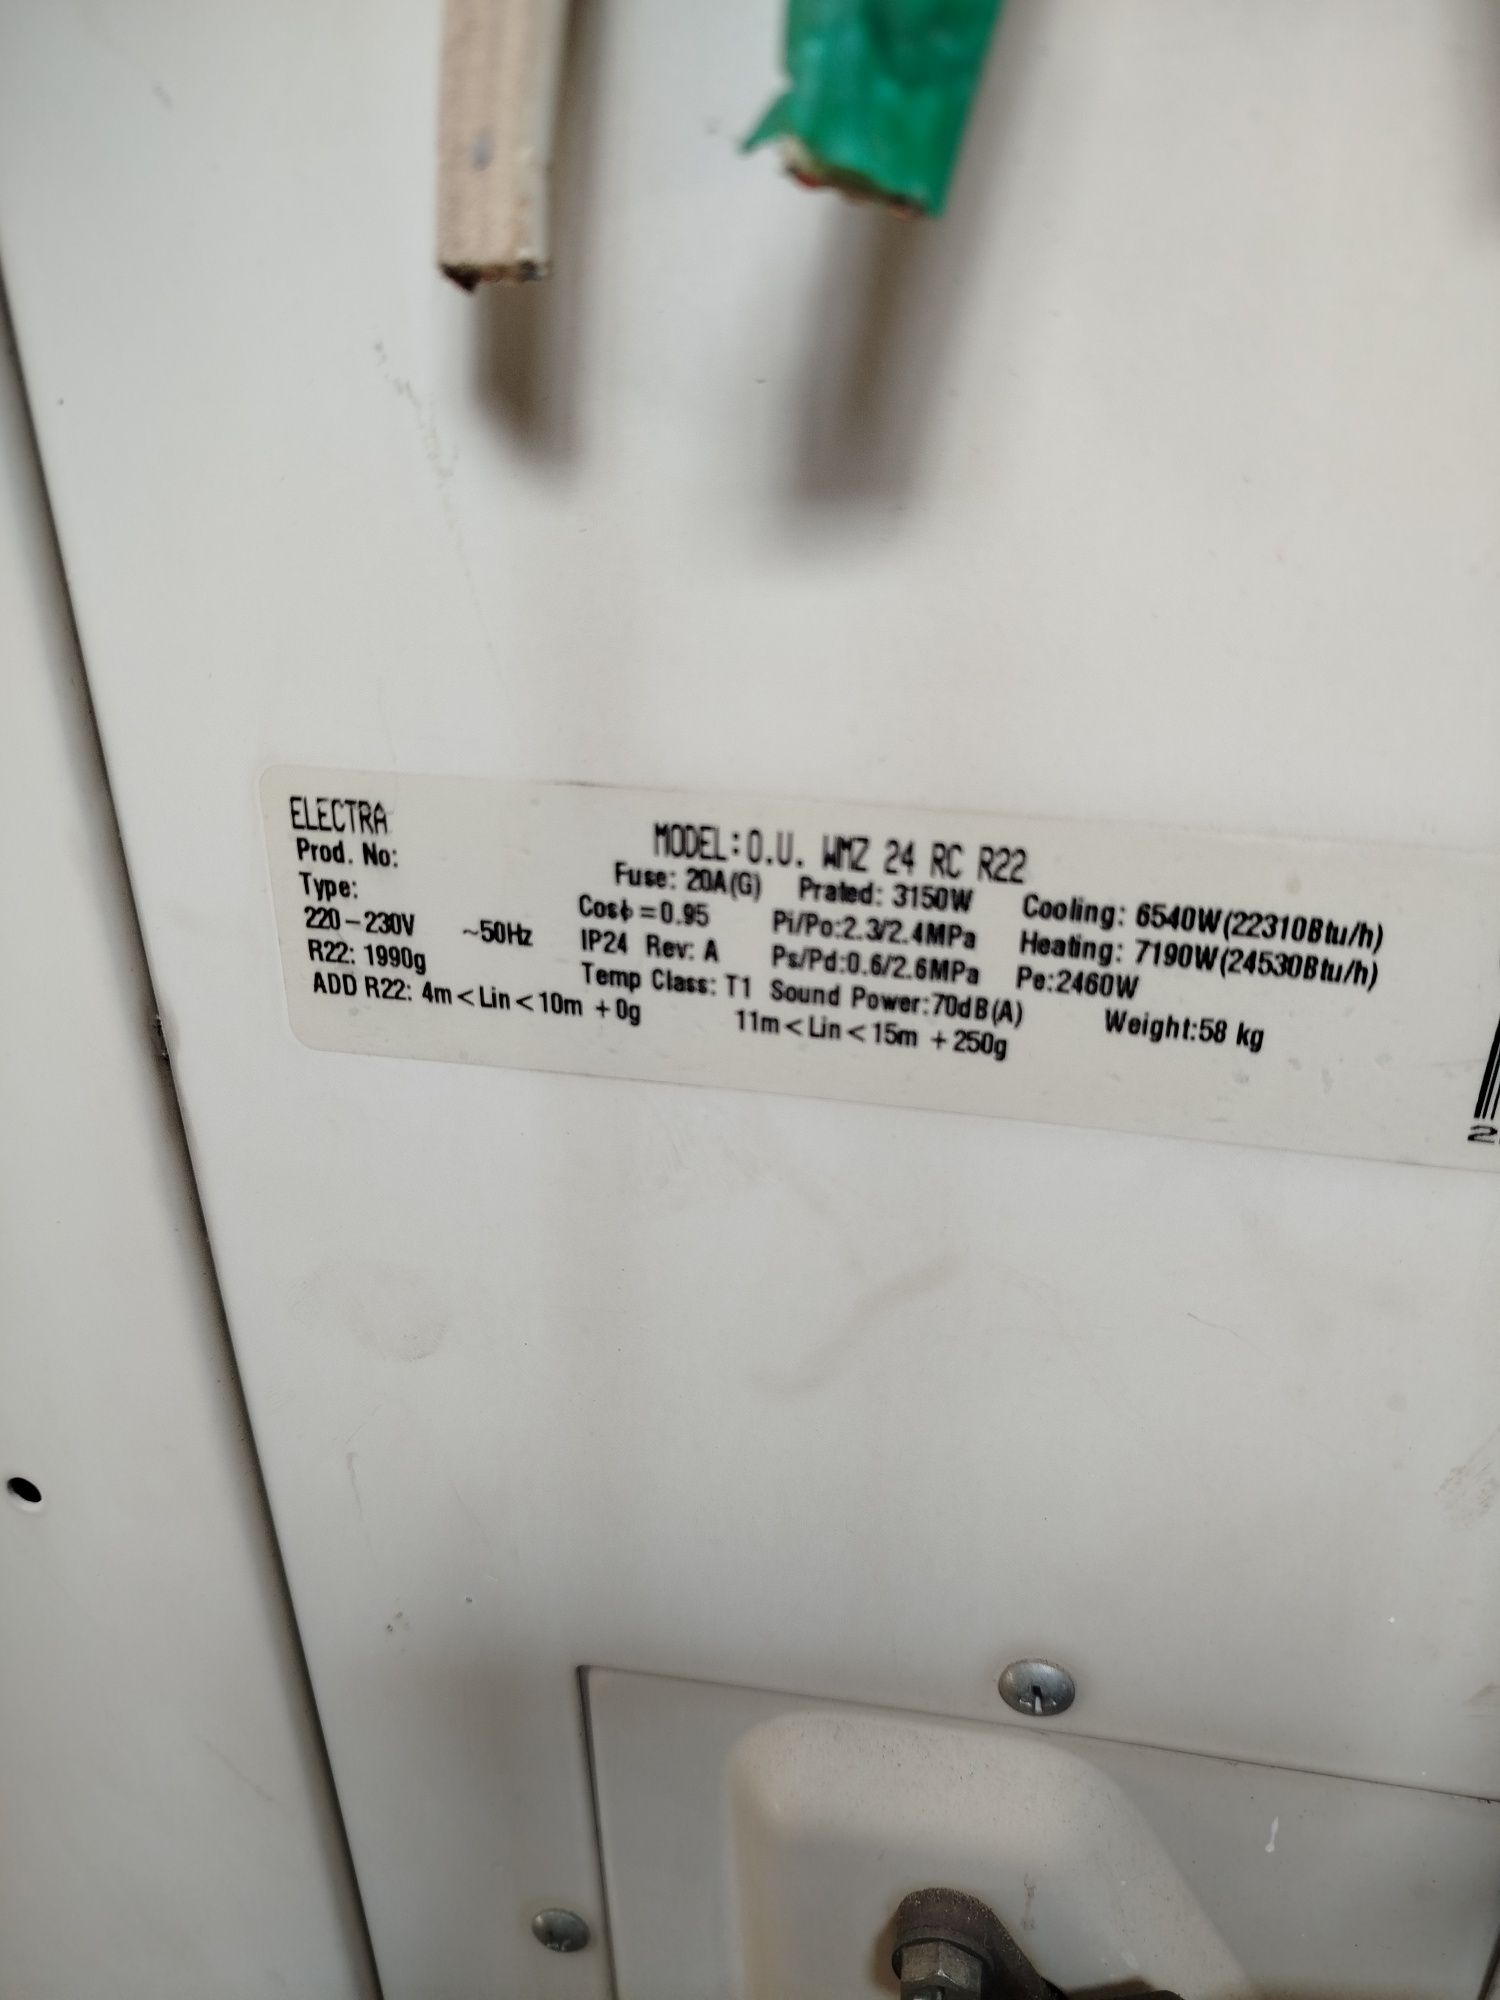 ELECTRA
MODEL:O.U. WMZ 24 RC R22
Prod. No:
Fuse: 20A(G) Prated: 3150W Cooling: 6540W(22310Btu/h)
Type:
Cosϕ=0.95 Pi/Po:2.3/2.4MPa Heating: 7190W(24530Btu/h)
220-230V ~50Hz IP24 Rev: A Ps/Pd:0.6/2.6MPa Pe:2460W
R22: 1990g Temp Class: T1 Sound Power:70dB(A) Weight:58 kg
ADD R22: 4m<Lin<10m +0g 11m<Lin<15m +250g
2